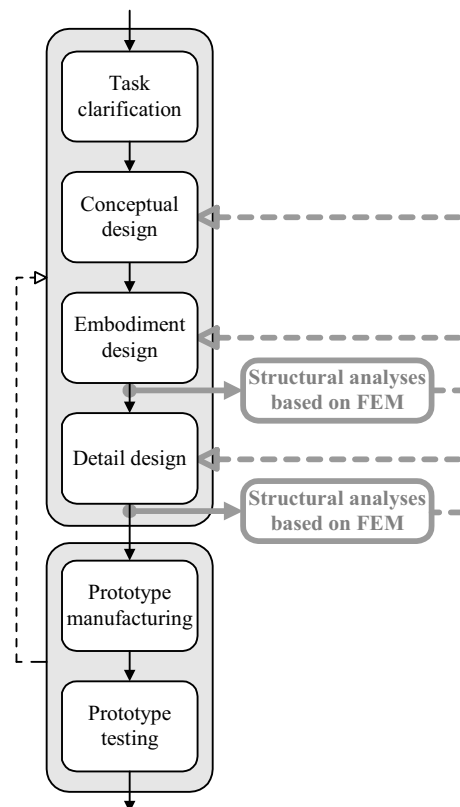 Task
clarification
Conceptual
design
Embodiment
design
Structural analyses
based on FEM
Detail design
Structural analyses
based on FEM
Prototype
manufacturing
Prototype
testing